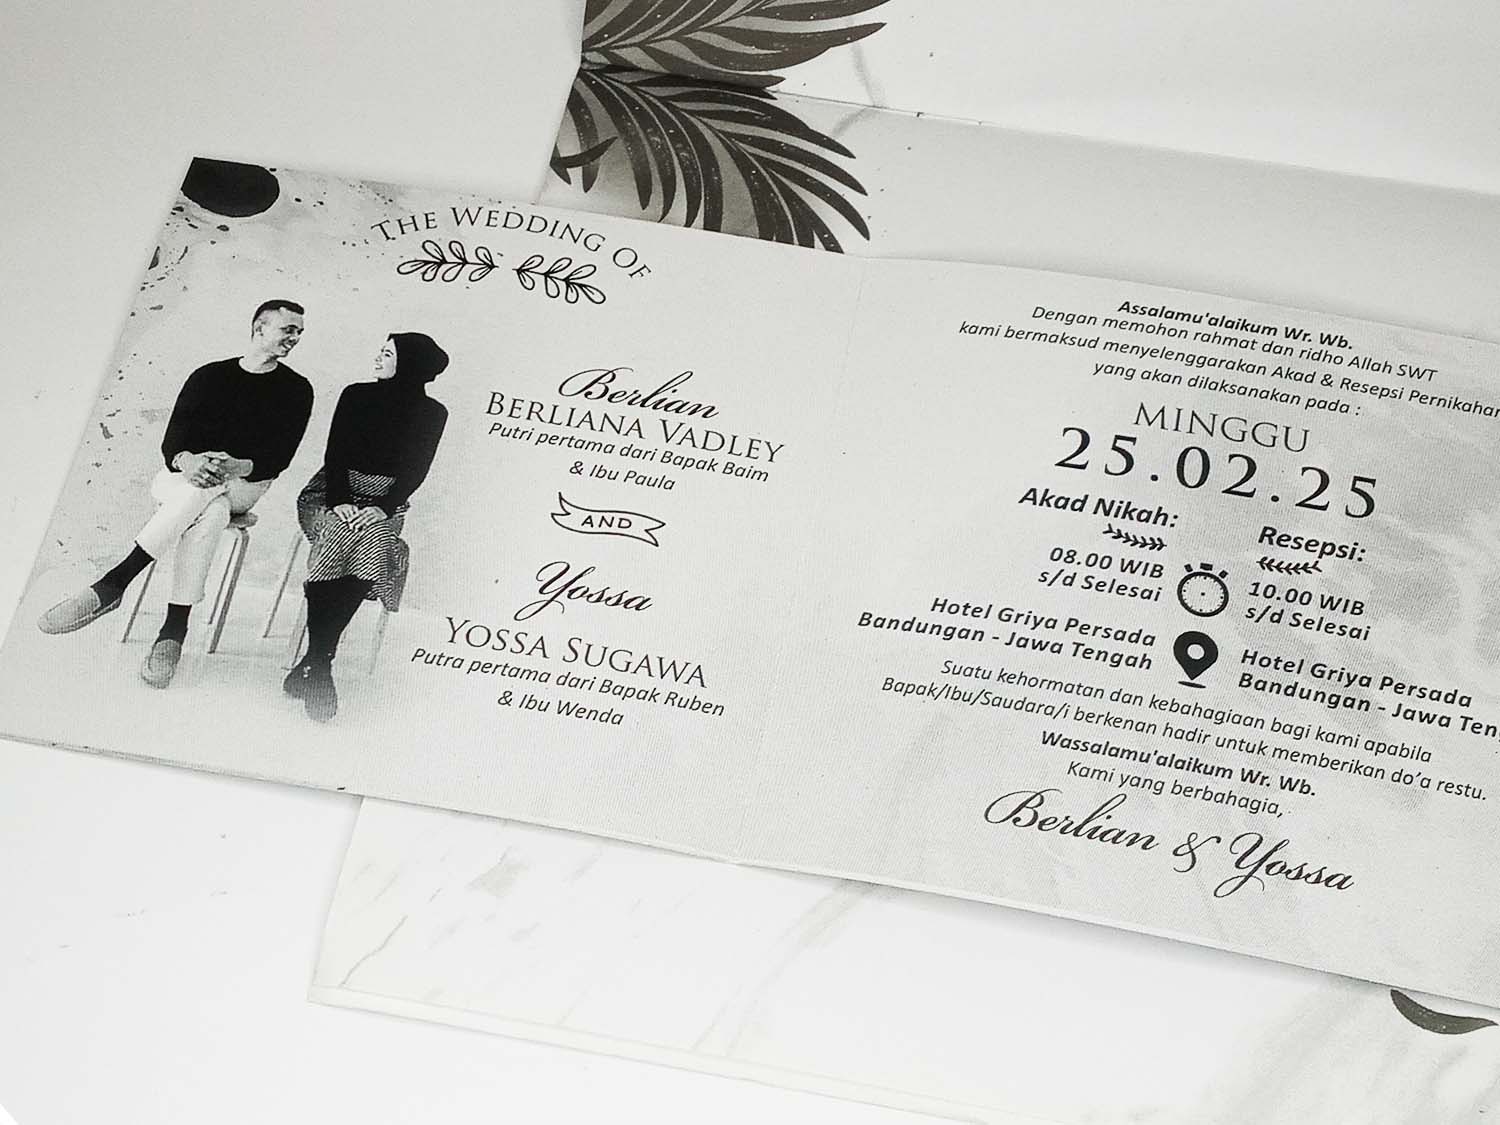 THE WEDDING OF
Berlian
BERLIANA VADLEY
Putri pertama dari Bapak Baim
& Ibu Paula
AND
Yossa
YOSSA SUGAWA
Putra pertama dari Bapak Ruben
& Ibu Wenda
Assalamu'alaikum Wr. Wb.
Dengan memohon rahmat dan ridho Allah SWT
kami bermaksud menyelenggarakan Akad & Resepsi Pernikahan
yang akan dilaksanakan pada :
MINGGU
25.02.25
Akad Nikah:
08.00 WIB
s/d Selesai
Hotel Griya Persada
Bandungan - Jawa Tengah
Resepsi:
10.00 WIB
s/d Selesai
Hotel Griya Persada
Bandungan - Jawa Teng
Suatu kehormatan dan kebahagiaan bagi kami apabila
Bapak/Ibu/Saudara/i berkenan hadir untuk memberikan do'a restu.
Wassalamu'alaikum Wr. Wb.
Kami yang berbahagia,
Berlian & Yossa